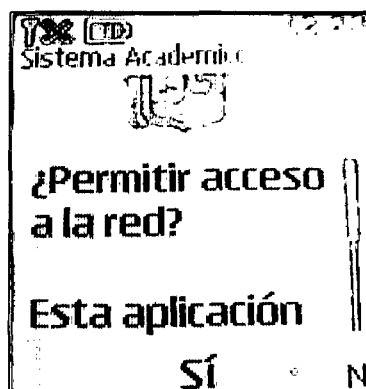 Sistema Academico
¿Permitir acceso
a la red?
Esta aplicación
Sí
N